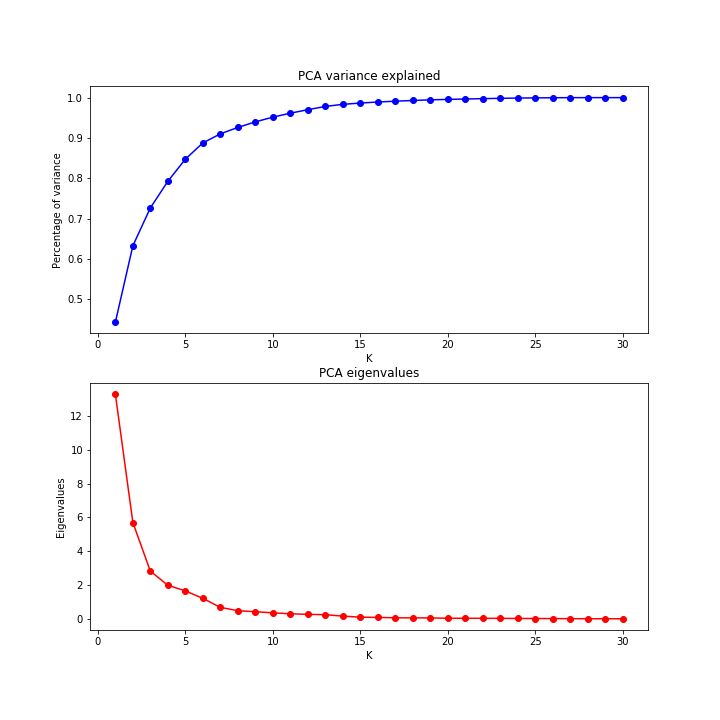 PCA variance explained
Percentage of variance
1.0
0.9
0.8
0.7
0.6
0.5
0 5 10 15 20 25 30
K
PCA eigenvalues
Eigenvalues
12
10
8
6
4
2
0
0 5 10 15 20 25 30
K